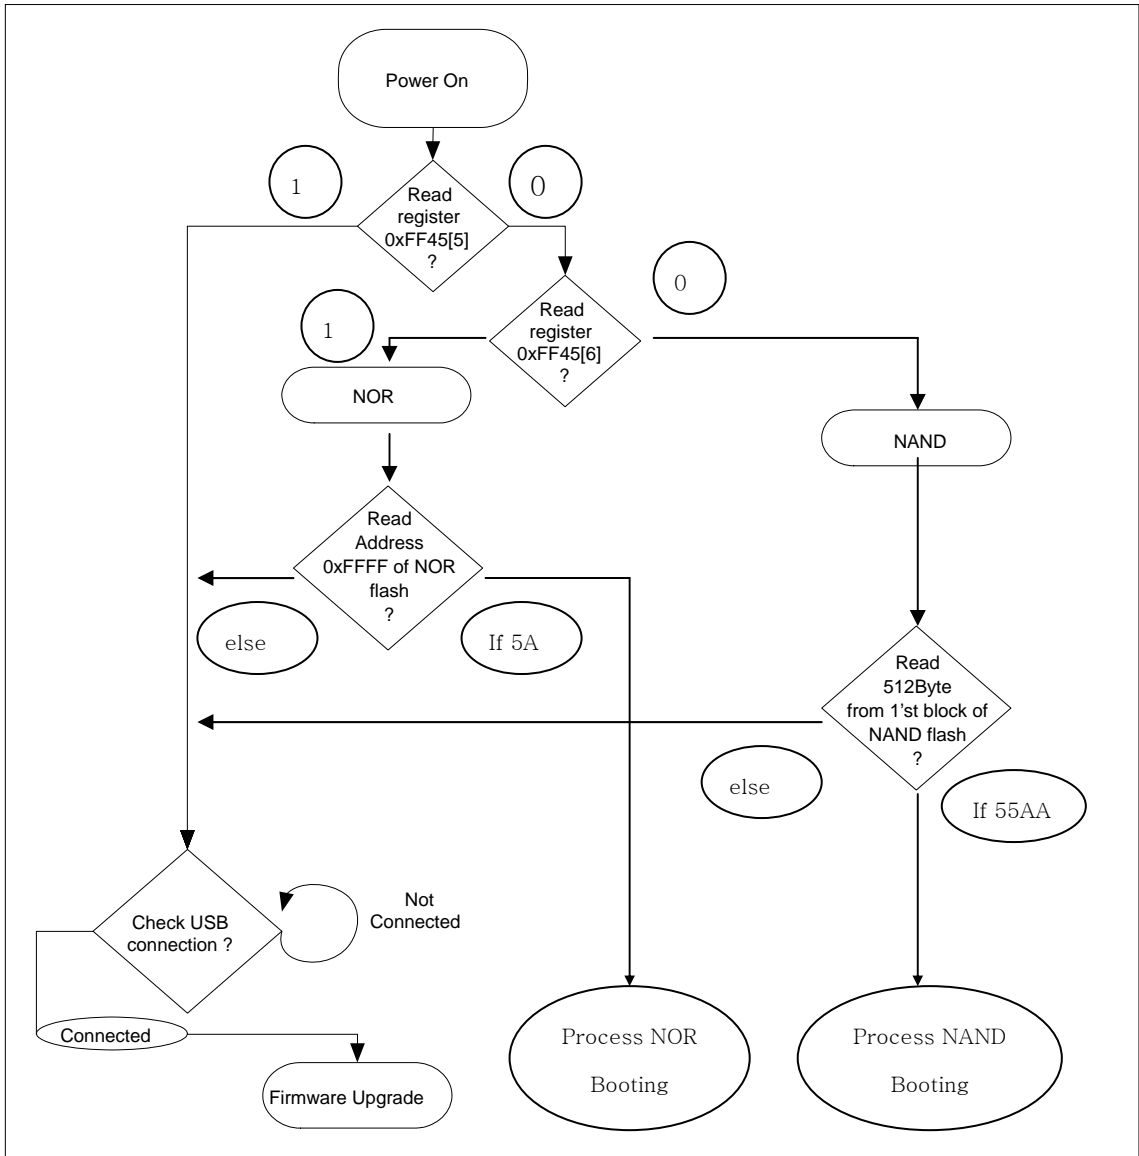 Power On
1
0
Read
register
0xFF45[5]
?
0
1
Read
register
0xFF45[6]
?
NOR
NAND
Read
Address
0xFFFF of NOR
flash
?
else
If 5A
Read
512Byte
from 1'st block of
NAND flash
?
else
If 55AA
Check USB
connection ?
Not
Connected
Connected
Firmware Upgrade
Process NOR
Booting
Process NAND
Booting